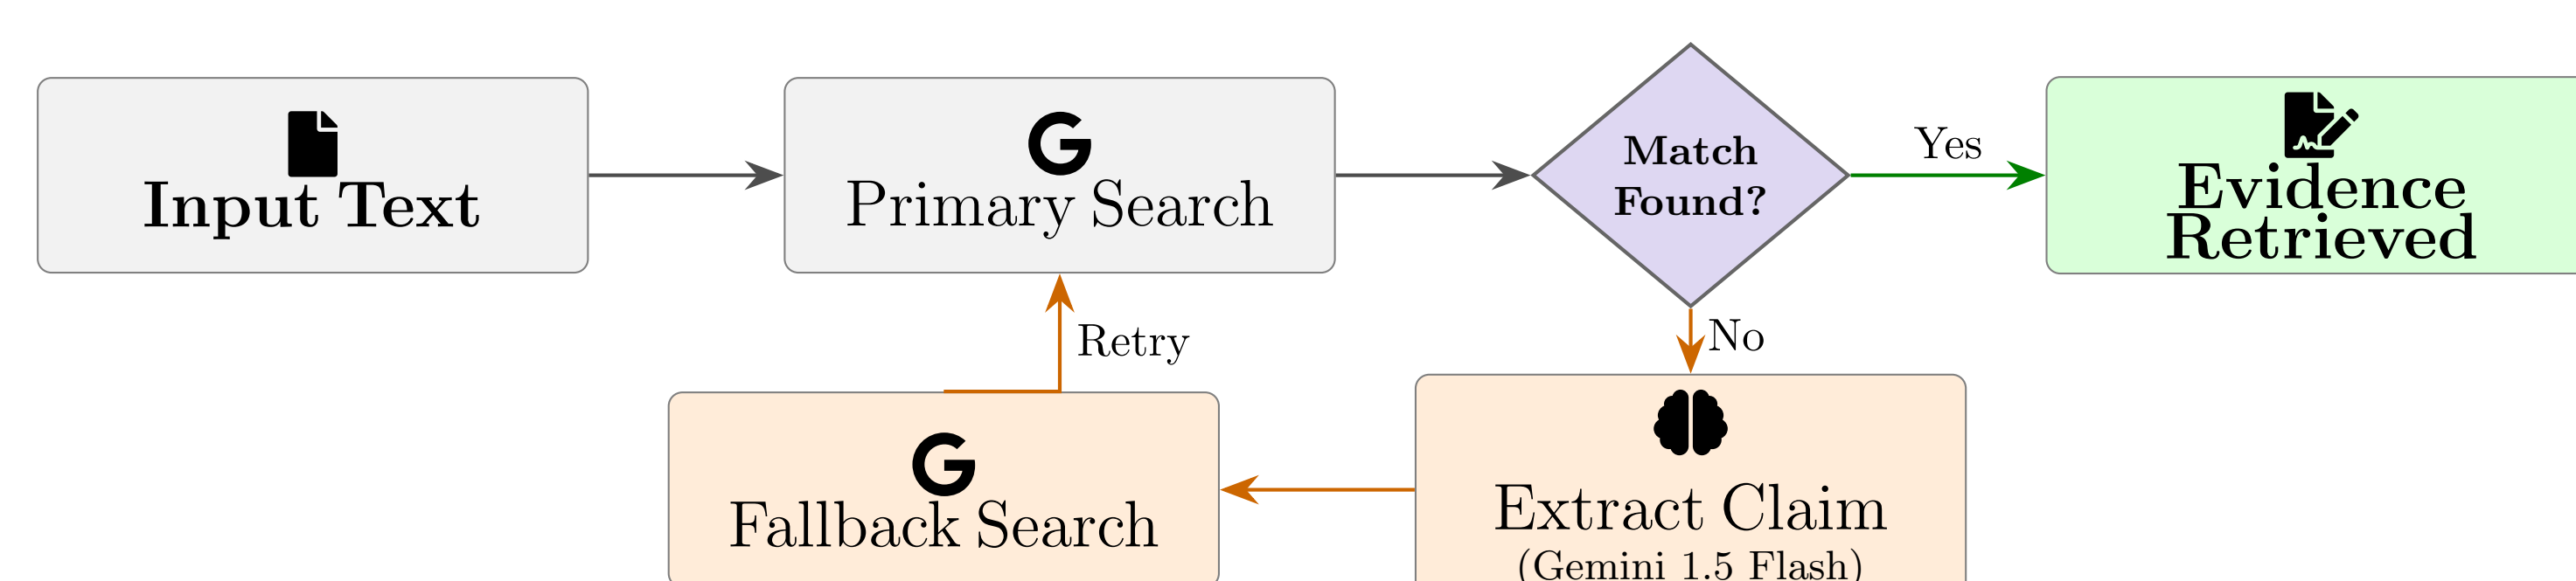 Input Text
Primary Search
Match
Found?
Yes
Evidence
Retrieved
Retry
No
Fallback Search
Extract Claim
(Gemini 1.5 Flash)